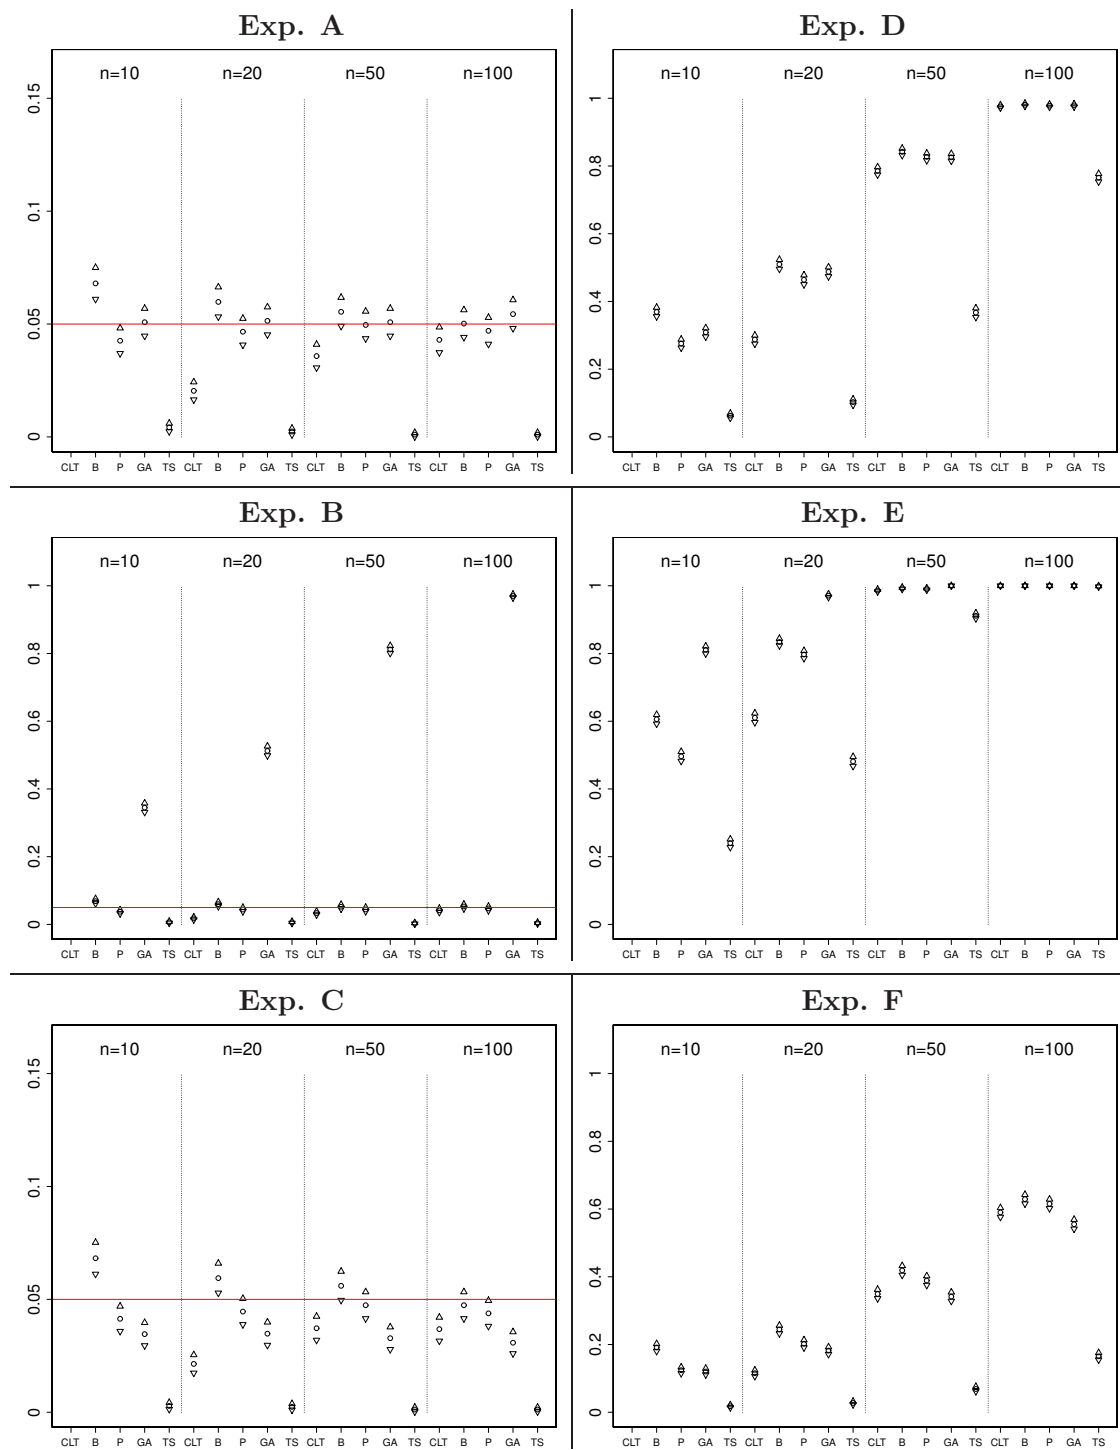 Exp. A
n=10 n=20 n=50 n=100
0.15
0.1
0.05
0
CLT B P GA TS CLT B P GA TS CLT B P GA TS CLT B P GA TS
Exp. D
n=10 n=20 n=50 n=100
1
0.8
0.6
0.4
0.2
0
CLT B P GA TS CLT B P GA TS CLT B P GA TS CLT B P GA TS
Exp. B
n=10 n=20 n=50 n=100
1
0.8
0.6
0.4
0.2
0
CLT B P GA TS CLT B P GA TS CLT B P GA TS CLT B P GA TS
Exp. E
n=10 n=20 n=50 n=100
1
0.8
0.6
0.4
0.2
0
CLT B P GA TS CLT B P GA TS CLT B P GA TS CLT B P GA TS
Exp. C
n=10 n=20 n=50 n=100
0.15
0.1
0.05
0
CLT B P GA TS CLT B P GA TS CLT B P GA TS CLT B P GA TS
Exp. F
n=10 n=20 n=50 n=100
1
0.8
0.6
0.4
0.2
0
CLT B P GA TS CLT B P GA TS CLT B P GA TS CLT B P GA TS